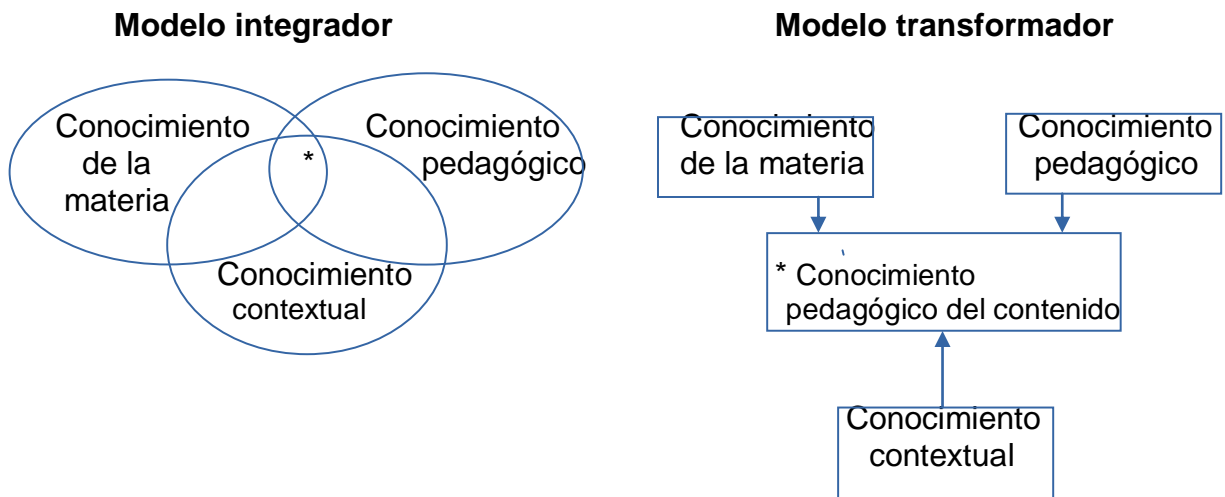 Modelo integrador
Conocimiento
de la
materia
*
Conocimiento
pedagógico
Conocimiento
contextual
Modelo transformador
Conocimiento
de la materia
Conocimiento
pedagógico
* Conocimiento
pedagógico del contenido
Conocimiento
contextual